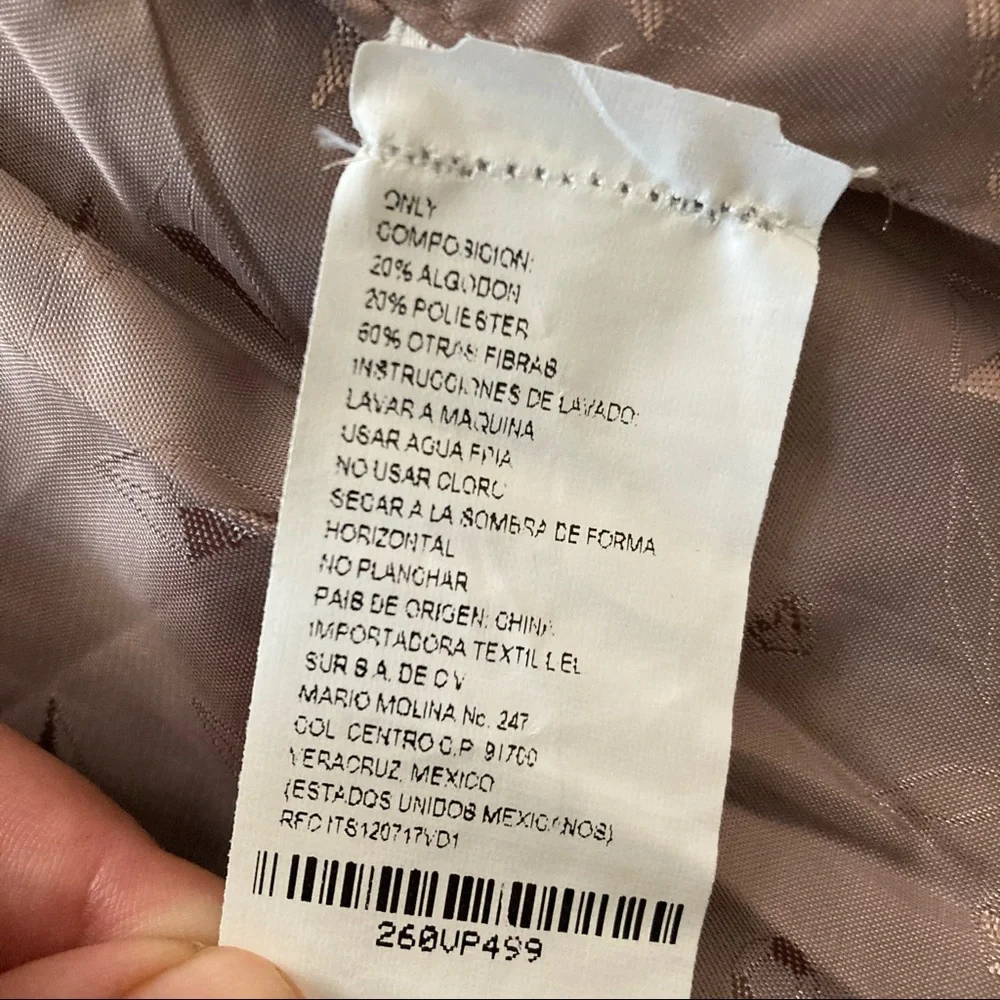 ONLY
COMPOSICION:
20% ALGODON
20% POLIESTER
60% OTRAS FIBRAS
INSTRUCCIONES DE LAVADO:
LAVAR A MAQUINA
USAR AGUA FRIA
NO USAR CLORO
SECAR A LA SOMBRA DE FORMA
HORIZONTAL
NO PLANCHAR
PAIS DE ORIGEN: CHINA
IMPORTADORA TEXTIL DEL
SUR S.A. DE CV
MARIO MOLINA No. 247
COL. CENTRO C.P. 91700
VERACRUZ, MEXICO
(ESTADOS UNIDOS MEXICANOS)
RFC ITS120717VD1
260VP499